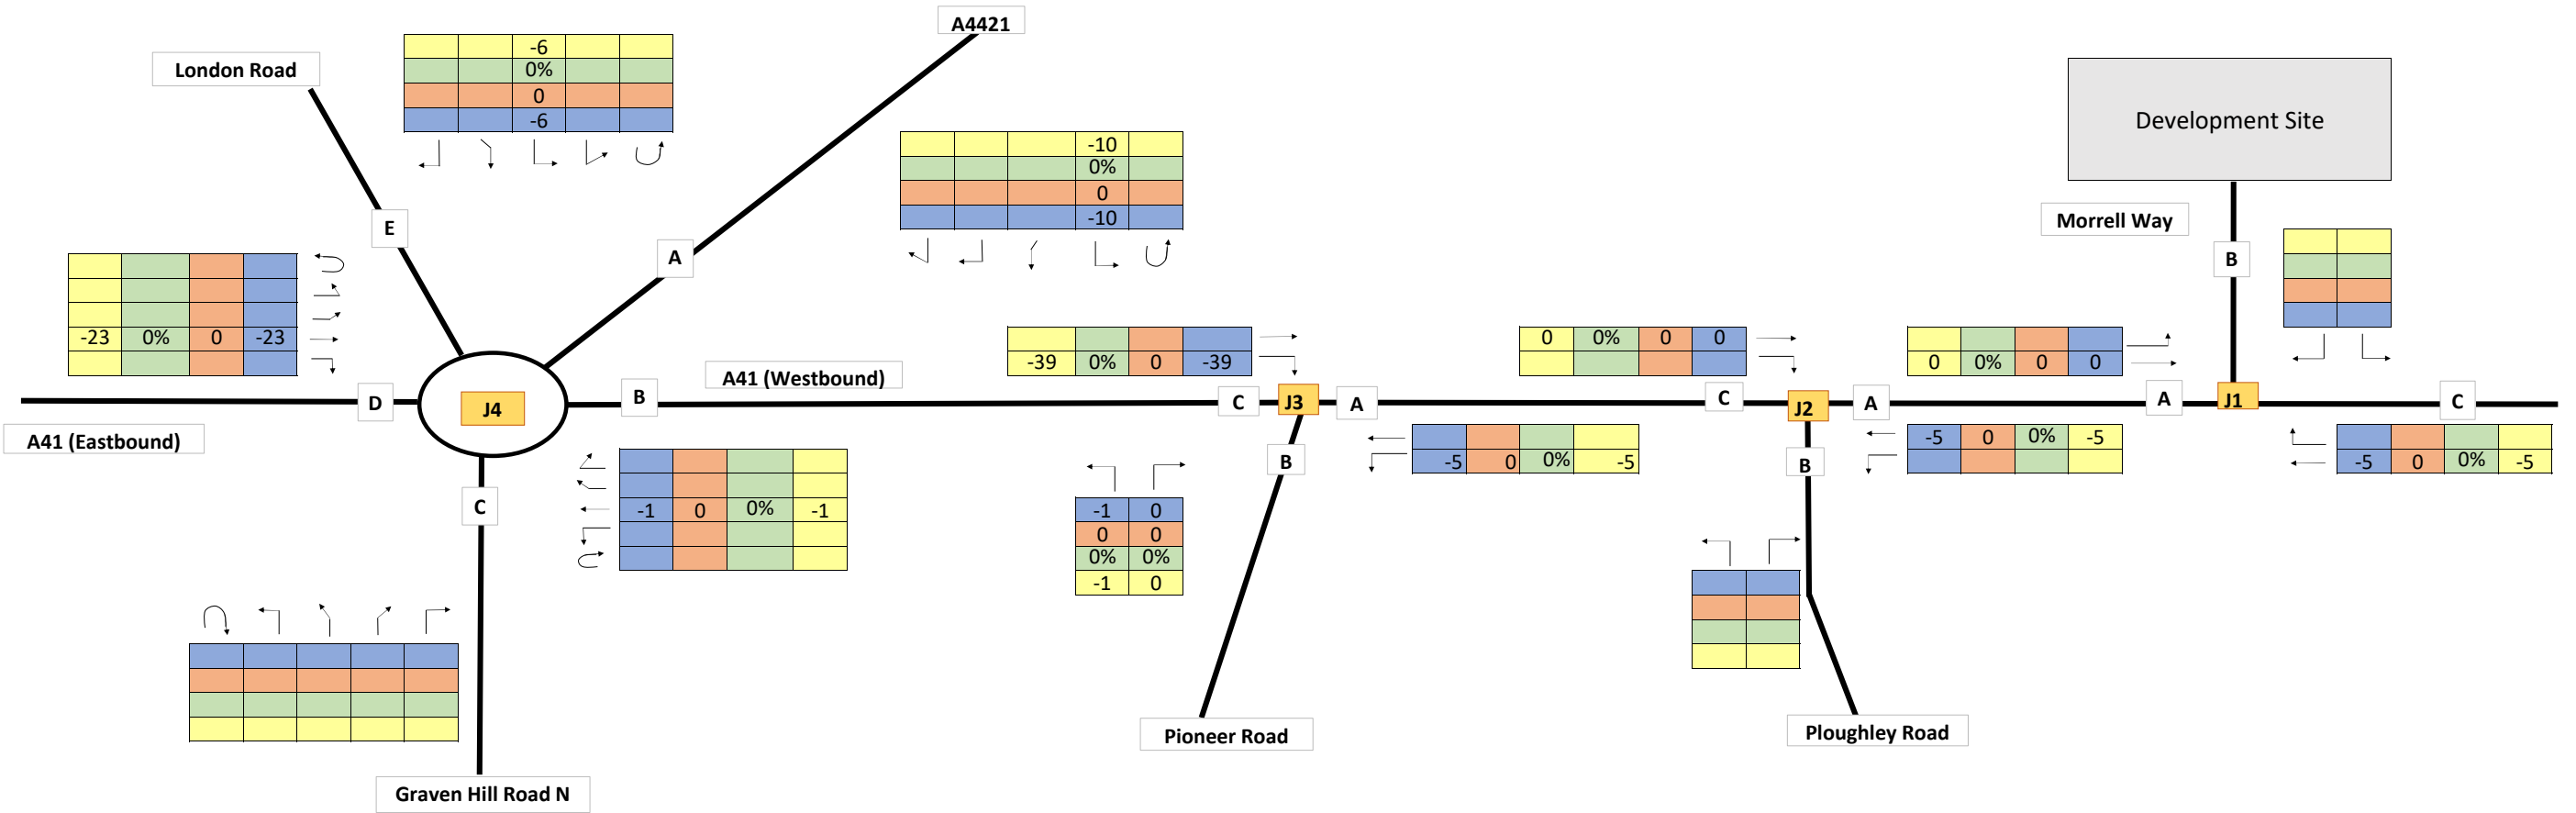 A4421
London Road
-6
0%
0
-6
Development Site
-10
0%
0
-10
Morrell Way
E
A
B
-23 0% 0 -23
-39 0% 0 -39
0 0% 0 0
0 0% 0 0
A41 (Westbound)
D
J4
B
C
J3
A
C
J2
A
A
J1
C
A41 (Eastbound)
-5 0 0% -5
-5 0 0% -5
-5 0 0% -5
B
B
C
-1 0 0% -1
-1 0
0 0
0% 0%
-1 0
Pioneer Road
Ploughley Road
Graven Hill Road N